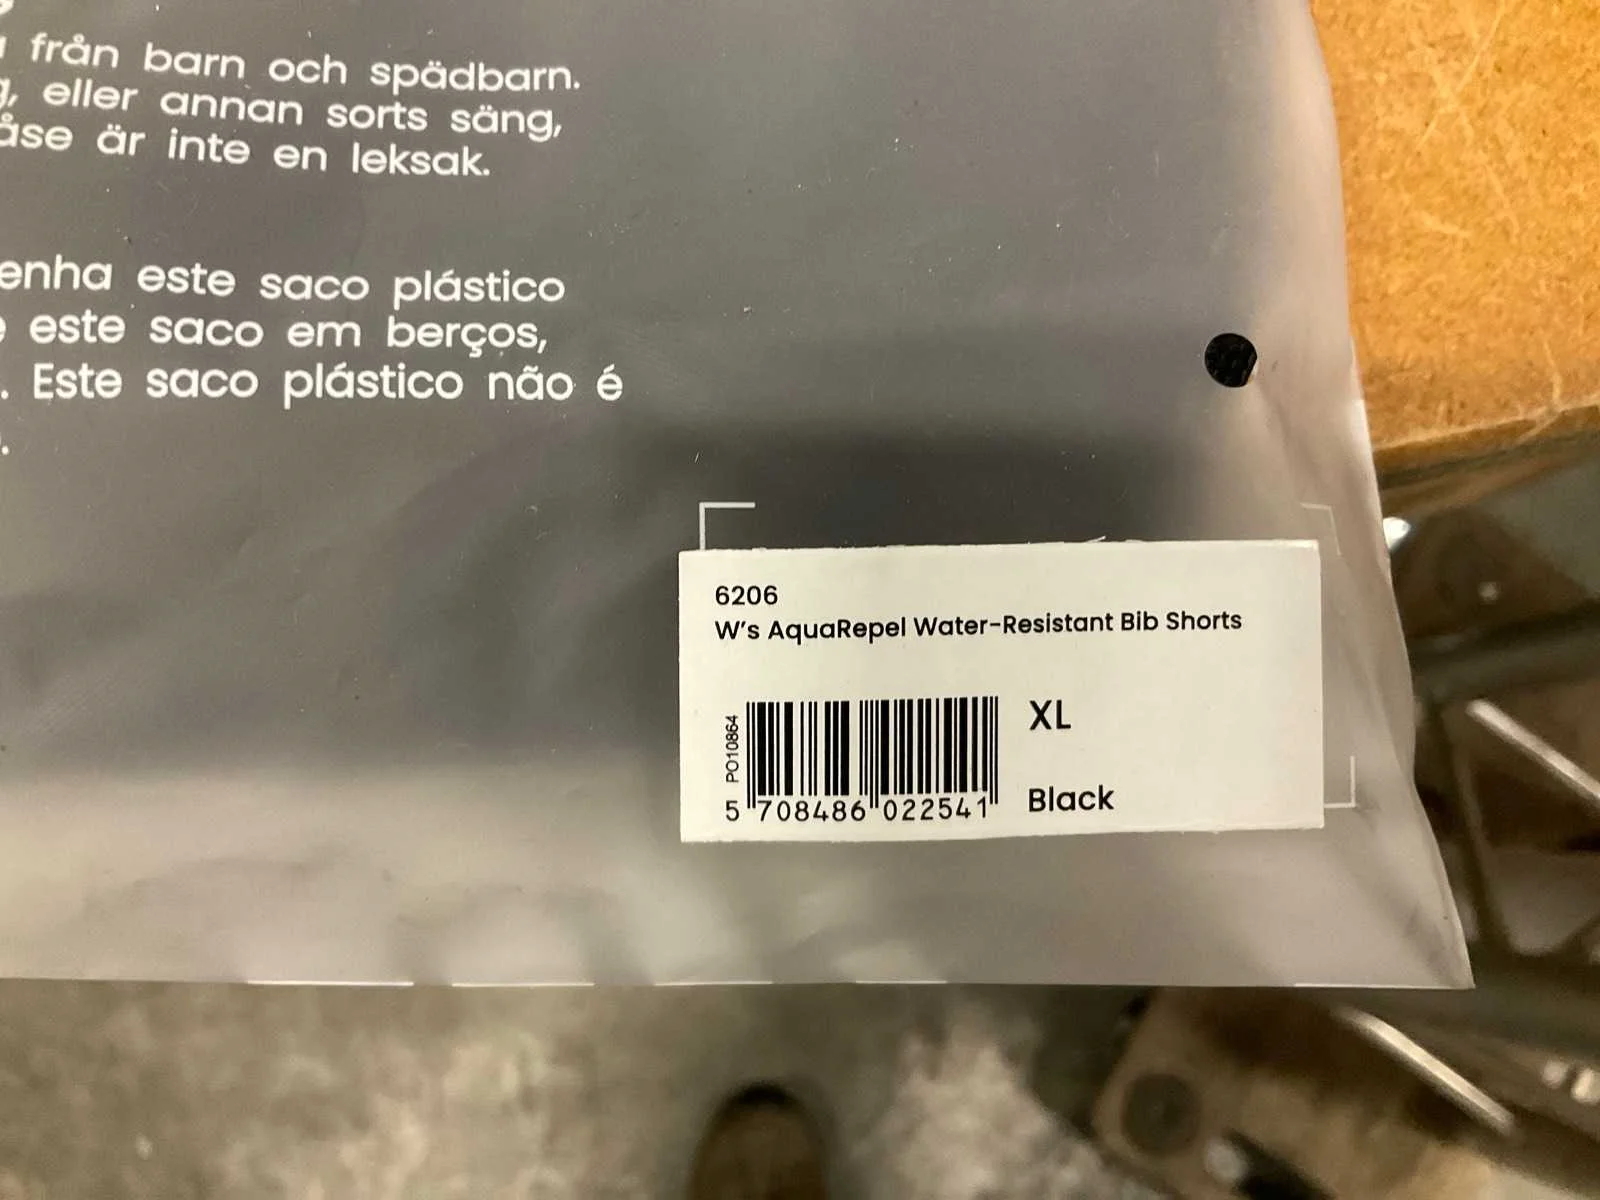 från barn och spädbarn.
eller annan sorts säng,
åse är inte en leksak.
enha este saco plástico
este saco em berços,
. Este saco plástico não é
.
6206
W's AquaRepel Water-Resistant Bib Shorts
PO10864
XL
Black
5 708486 022541